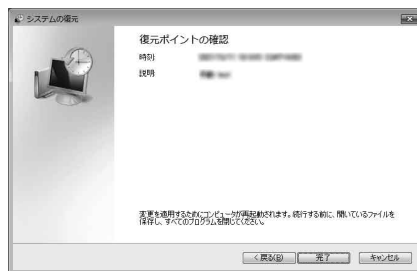 システムの復元
復元ポイントの確認
時刻:
説明:
変更を適用するためにコンピュータが再起動されます。続行する前に、開いているファイルを
保存し、すべてのプログラムを閉じてください。
< 戻る(B)
完了
キャンセル